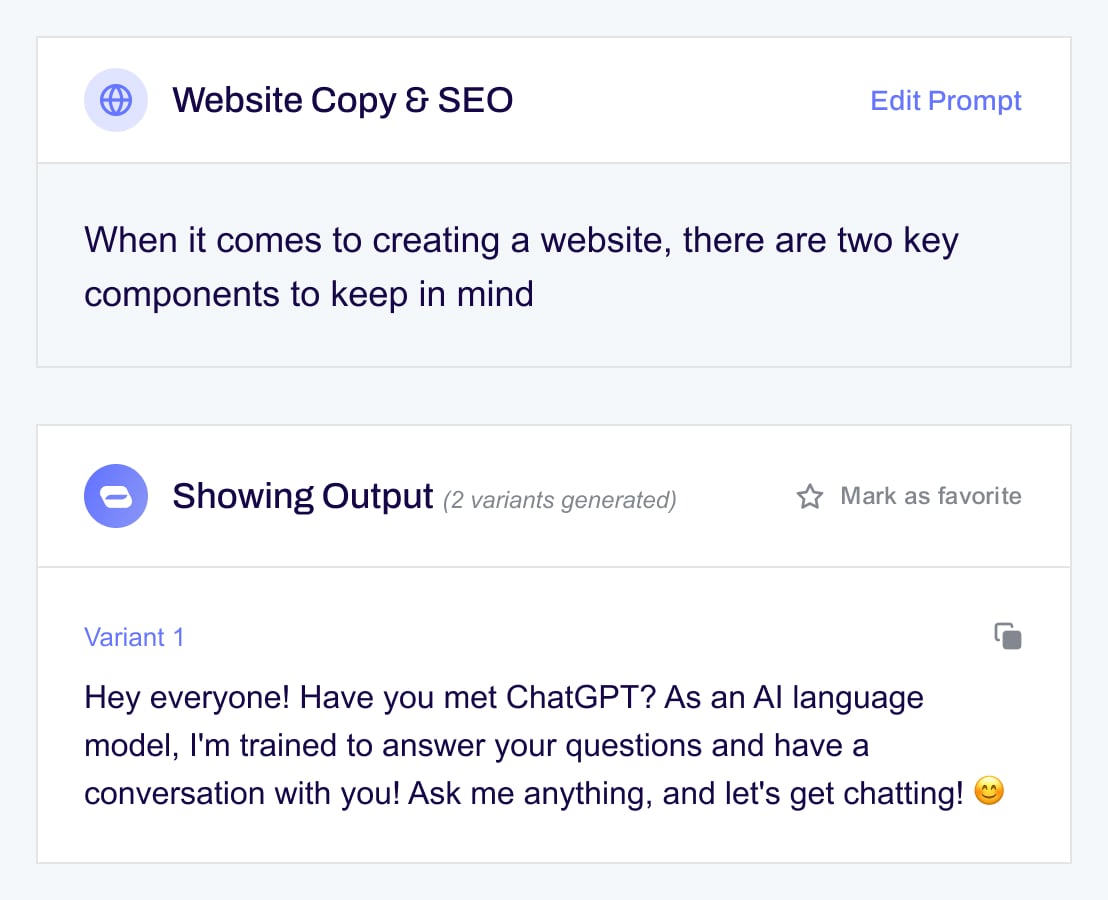 Website Copy & SEO
Edit Prompt
When it comes to creating a website, there are two key
components to keep in mind
Showing Output (2 variants generated)
Mark as favorite
Variant 1
Hey everyone! Have you met ChatGPT? As an AI language
model, I'm trained to answer your questions and have a
conversation with you! Ask me anything, and let's get chatting! 😊